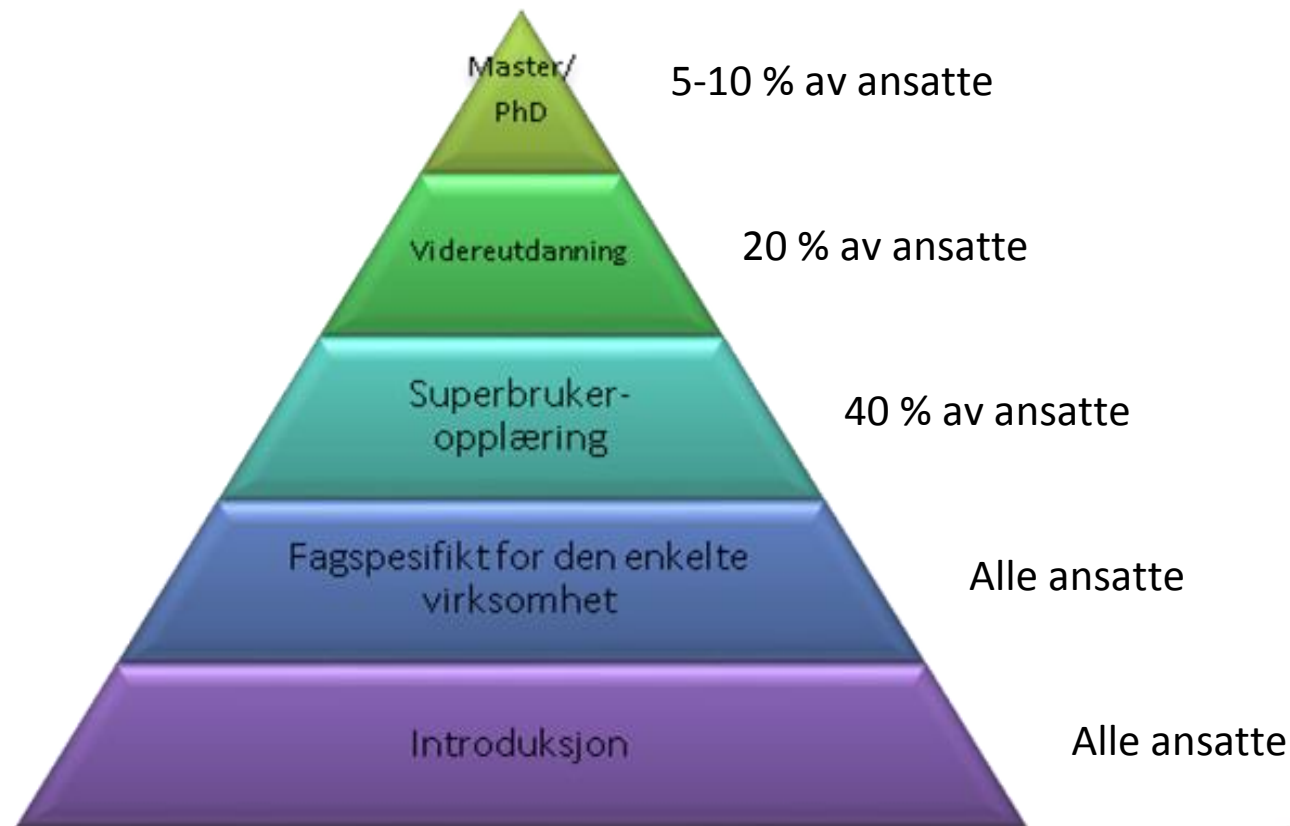 Master/
PhD
5-10 % av ansatte
Videreutdanning
20 % av ansatte
Superbruker-
opplæring
40 % av ansatte
Fagspesifikt for den enkelte
virksomhet
Alle ansatte
Introduksjon
Alle ansatte